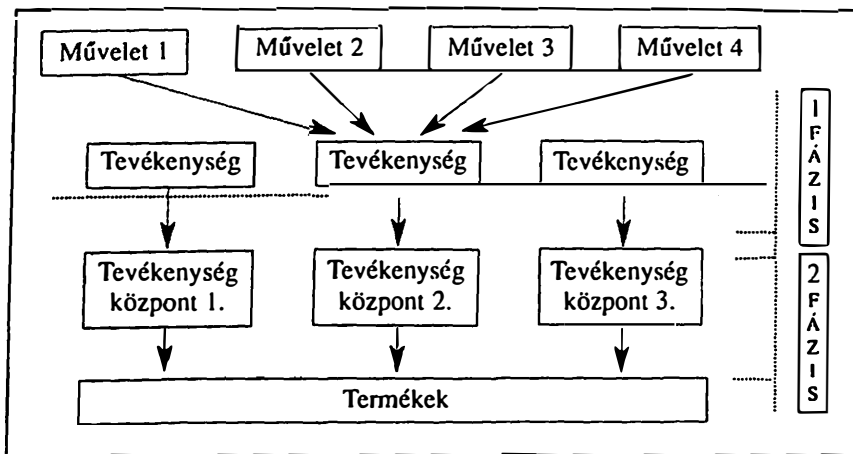 Művelet 1
Művelet 2
Művelet 3
Művelet 4
Tevékenység
Tevékenység
Tevékenység
1 FÁZIS
Tevékenység
központ 1.
Tevékenység
központ 2.
Tevékenység
központ 3.
2 FÁZIS
Termékek